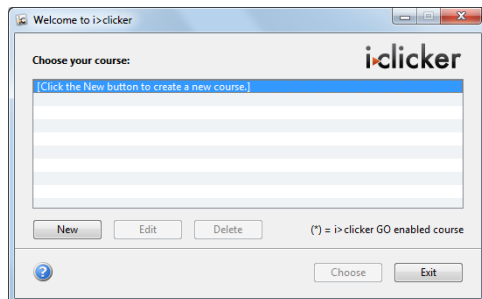 Welcome to i>clicker
Choose your course:
i>clicker
[Click the New button to create a new course.]
New
Edit
Delete
(*) = i>clicker GO enabled course
?
Choose
Exit